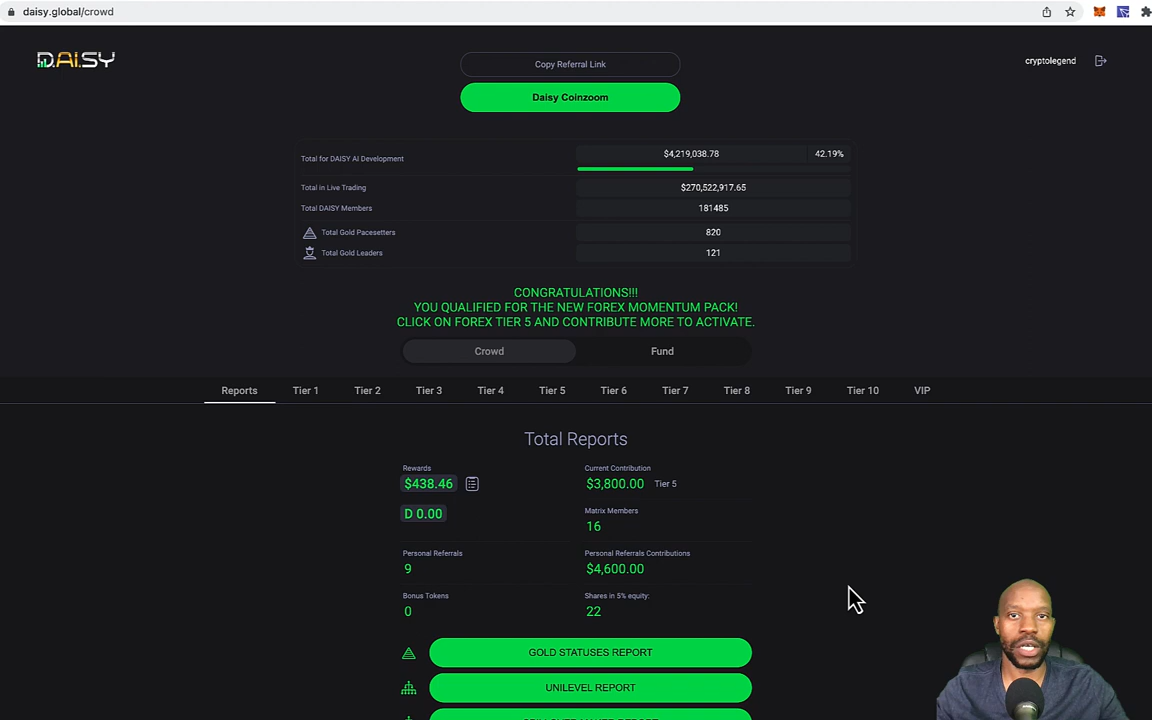 daisy.global/crowd
DAISY
Copy Referral Link
cryptolegend
Daisy Coinzoom
Total for DAISY AI Development
$4,219,038.78
42.19%
Total in Live Trading
$270,522,917.65
Total DAISY Members
181485
Total Gold Pacesetters
820
Total Gold Leaders
121
CONGRATULATIONS!!!
YOU QUALIFIED FOR THE NEW FOREX MOMENTUM PACK!
CLICK ON FOREX TIER 5 AND CONTRIBUTE MORE TO ACTIVATE.
Crowd
Fund
Reports
Tier 1
Tier 2
Tier 3
Tier 4
Tier 5
Tier 6
Tier 7
Tier 8
Tier 9
Tier 10
VIP
Total Reports
Rewards
$438.46
D 0.00
Current Contribution
$3,800.00 Tier 5
Matrix Members
16
Personal Referrals
9
Personal Referrals Contributions
$4,600.00
Bonus Tokens
0
Shares in 5% equity:
22
GOLD STATUSES REPORT
UNILEVEL REPORT